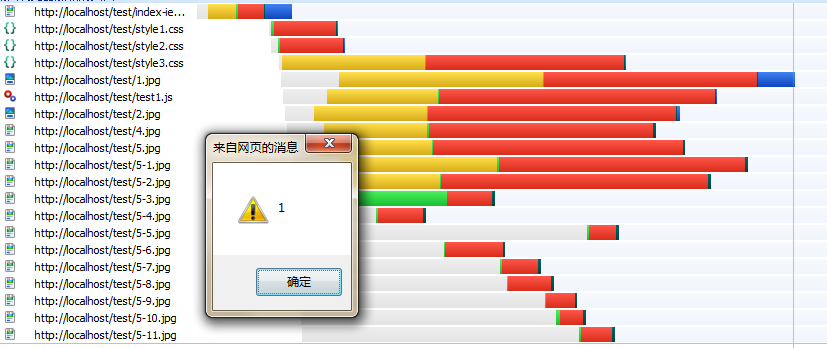 http://localhost/test/index-ie...
http://localhost/test/style1.css
http://localhost/test/style2.css
http://localhost/test/style3.css
http://localhost/test/1.jpg
http://localhost/test/test1.js
http://localhost/test/2.jpg
http://localhost/test/4.jpg
http://localhost/test/5.jpg
http://localhost/test/5-1.jpg
http://localhost/test/5-2.jpg
http://localhost/test/5-3.jpg
http://localhost/test/5-4.jpg
http://localhost/test/5-5.jpg
http://localhost/test/5-6.jpg
http://localhost/test/5-7.jpg
http://localhost/test/5-8.jpg
http://localhost/test/5-9.jpg
http://localhost/test/5-10.jpg
http://localhost/test/5-11.jpg
来自网页的消息
1
确定